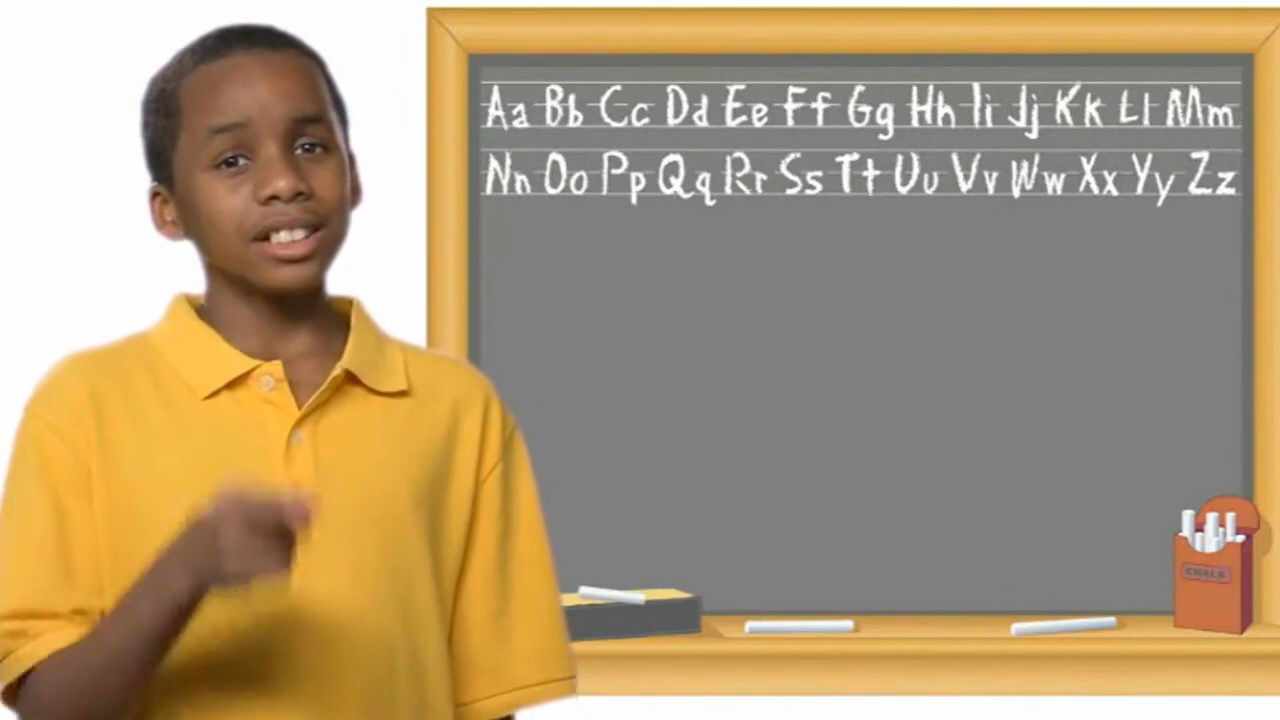 Aa Bb Cc Dd Ee Ff Gg Hh Ii Jj Kk Ll Mm
Nn Oo Pp Qq Rr Ss Tt Uu Vv Ww Xx Yy Zz
CHALK